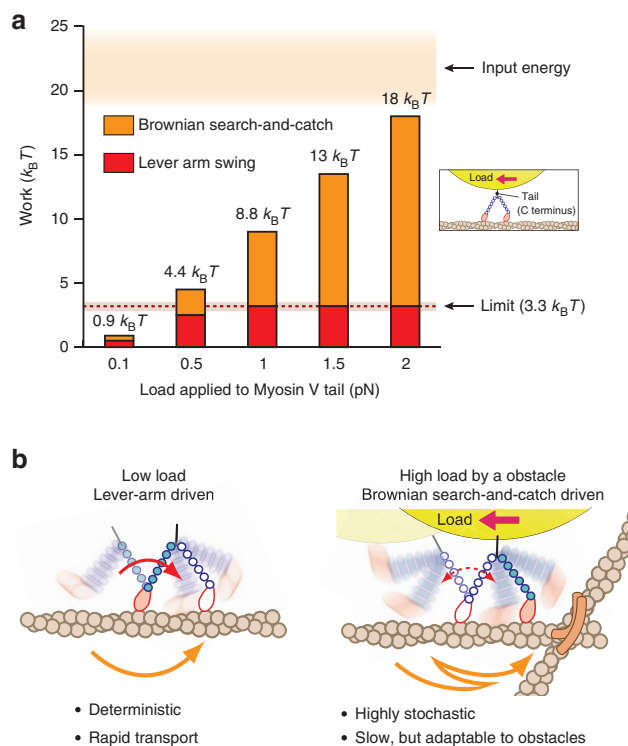 a
25
20
15
10
5
0
Work (kBT)
Input energy
18 kBT
Brownian search-and-catch
Lever arm swing
13 kBT
8.8 kBT
4.4 kBT
0.9 kBT
Load
Tail
(C terminus)
Limit (3.3 kBT)
0.1 0.5 1 1.5 2
Load applied to Myosin V tail (pN)
b
Low load
Lever-arm driven
High load by a obstacle
Brownian search-and-catch driven
Load
• Deterministic
• Rapid transport
• Highly stochastic
• Slow, but adaptable to obstacles